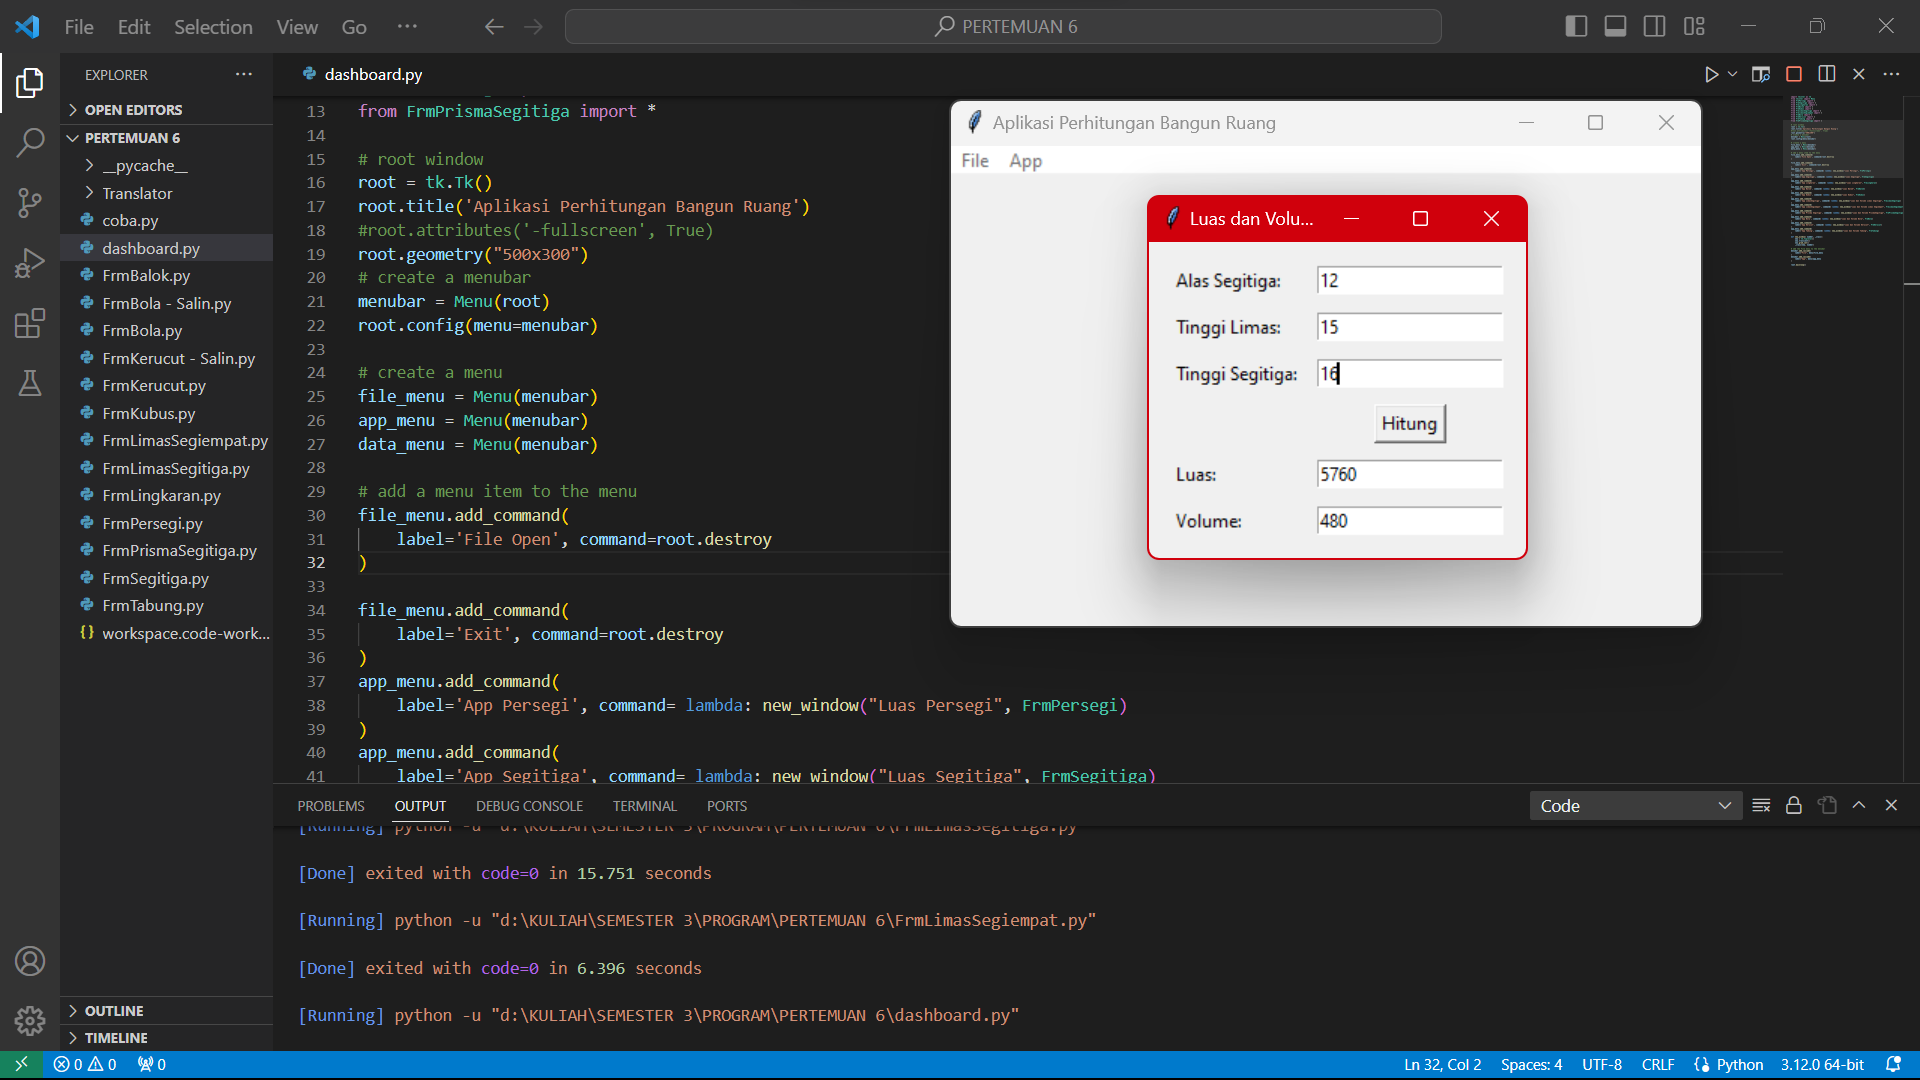 File Edit Selection View Go ···
PERTEMUAN 6
EXPLORER ···
OPEN EDITORS
PERTEMUAN 6
__pycache__
Translator
coba.py
dashboard.py
FrmBalok.py
FrmBola - Salin.py
FrmBola.py
FrmKerucut - Salin.py
FrmKerucut.py
FrmKubus.py
FrmLimasSegiempat.py
FrmLimasSegitiga.py
FrmLingkaran.py
FrmPersegi.py
FrmPrismaSegitiga.py
FrmSegitiga.py
FrmTabung.py
{} workspace.code-work...
OUTLINE
TIMELINE
dashboard.py
13 from FrmPrismaSegitiga import *
14
15 # root window
16 root = tk.Tk()
17 root.title('Aplikasi Perhitungan Bangun Ruang')
18 #root.attributes('-fullscreen', True)
19 root.geometry("500x300")
20 # create a menubar
21 menubar = Menu(root)
22 root.config(menu=menubar)
23
24 # create a menu
25 file_menu = Menu(menubar)
26 app_menu = Menu(menubar)
27 data_menu = Menu(menubar)
28
29 # add a menu item to the menu
30 file_menu.add_command(
31 label='File Open', command=root.destroy
32 )
33
34 file_menu.add_command(
35 label='Exit', command=root.destroy
36 )
37 app_menu.add_command(
38 label='App Persegi', command= lambda: new_window("Luas Persegi", FrmPersegi)
39 )
40 app_menu.add_command(
41 label='App Segitiga', command= lambda: new_window("Luas Segitiga", FrmSegitiga)
Aplikasi Perhitungan Bangun Ruang
File App
Luas dan Volu...
Alas Segitiga: 12
Tinggi Limas: 15
Tinggi Segitiga: 16
Hitung
Luas: 5760
Volume: 480
PROBLEMS OUTPUT DEBUG CONSOLE TERMINAL PORTS
Code
[Running] python -u "d:\KULIAH\SEMESTER 3\PROGRAM\PERTEMUAN 6\FrmLimasSegitiga.py"
[Done] exited with code=0 in 15.751 seconds
[Running] python -u "d:\KULIAH\SEMESTER 3\PROGRAM\PERTEMUAN 6\FrmLimasSegiempat.py"
[Done] exited with code=0 in 6.396 seconds
[Running] python -u "d:\KULIAH\SEMESTER 3\PROGRAM\PERTEMUAN 6\dashboard.py"
0 0 0
Ln 32, Col 2 Spaces: 4 UTF-8 CRLF Python 3.12.0 64-bit